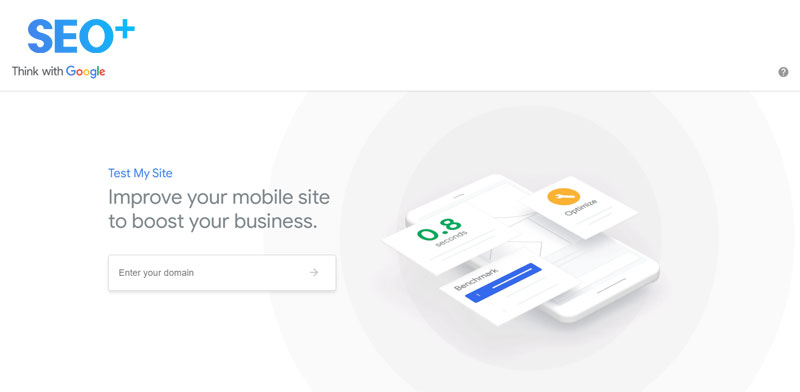 SEO+
Think with Google
?
Test My Site
Improve your mobile site
to boost your business.
Enter your domain
0.8
seconds
Optimize
Benchmark